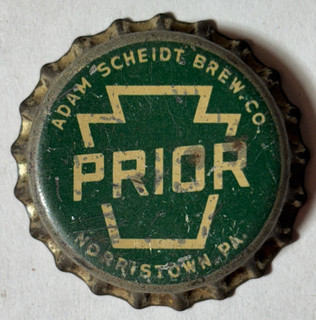 ADAM SCHEIDT BREW. CO.
PRIOR
NORRISTOWN, PA.